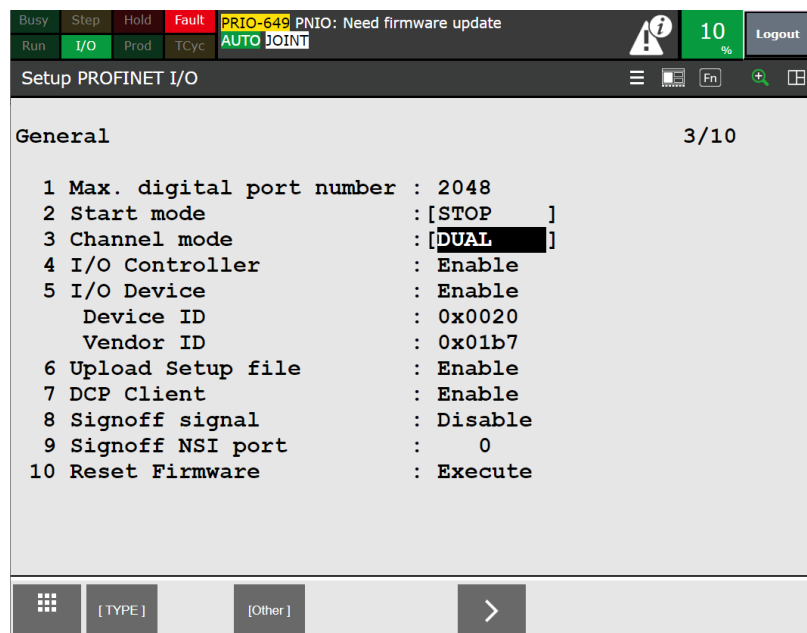 Busy Step Hold Fault PRIO-649 PNIO: Need firmware update
Run I/O Prod TCyc AUTO JOINT
10 %
Logout
Setup PROFINET I/O
Fn
General 3/10
1 Max. digital port number : 2048
2 Start mode :[STOP ]
3 Channel mode :[DUAL ]
4 I/O Controller : Enable
5 I/O Device : Enable
Device ID : 0x0020
Vendor ID : 0x01b7
6 Upload Setup file : Enable
7 DCP Client : Enable
8 Signoff signal : Disable
9 Signoff NSI port : 0
10 Reset Firmware : Execute
[ TYPE ] [Other ]